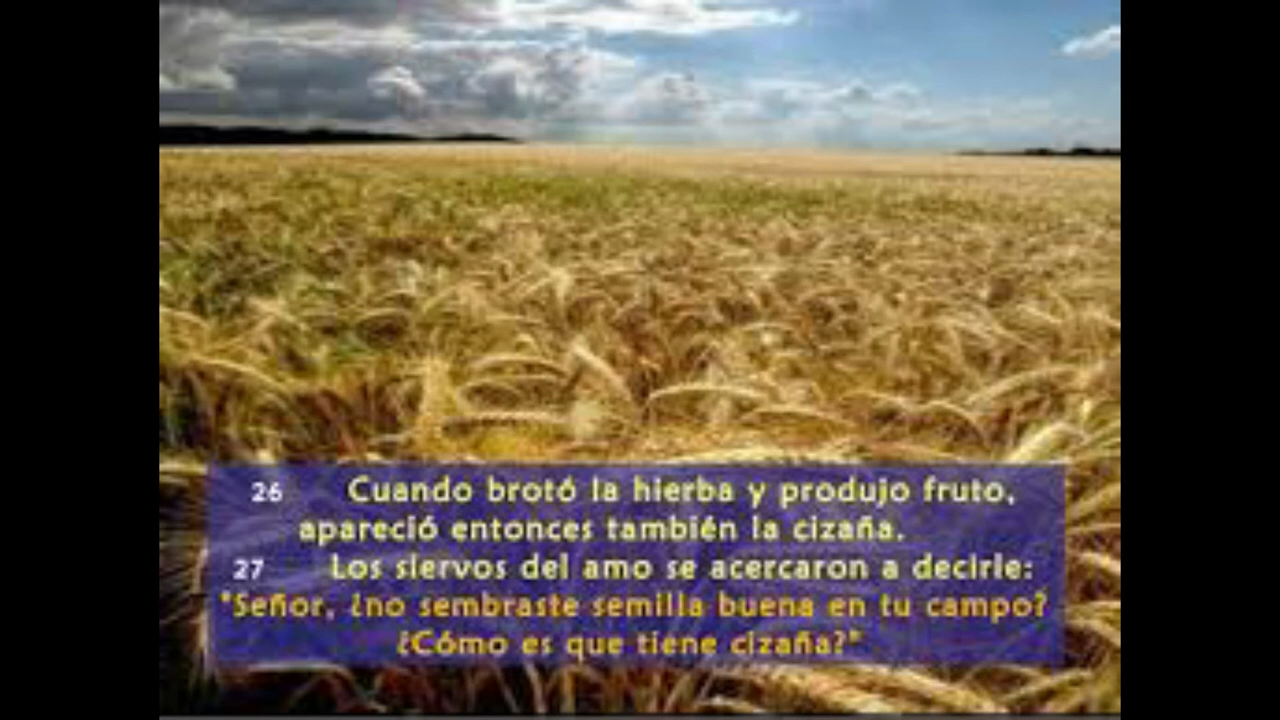 26 Cuando brotó la hierba y produjo fruto,
apareció entonces también la cizaña.
27 Los siervos del amo se acercaron a decirle:
"Señor, ¿no sembraste semilla buena en tu campo?
¿Cómo es que tiene cizaña?"